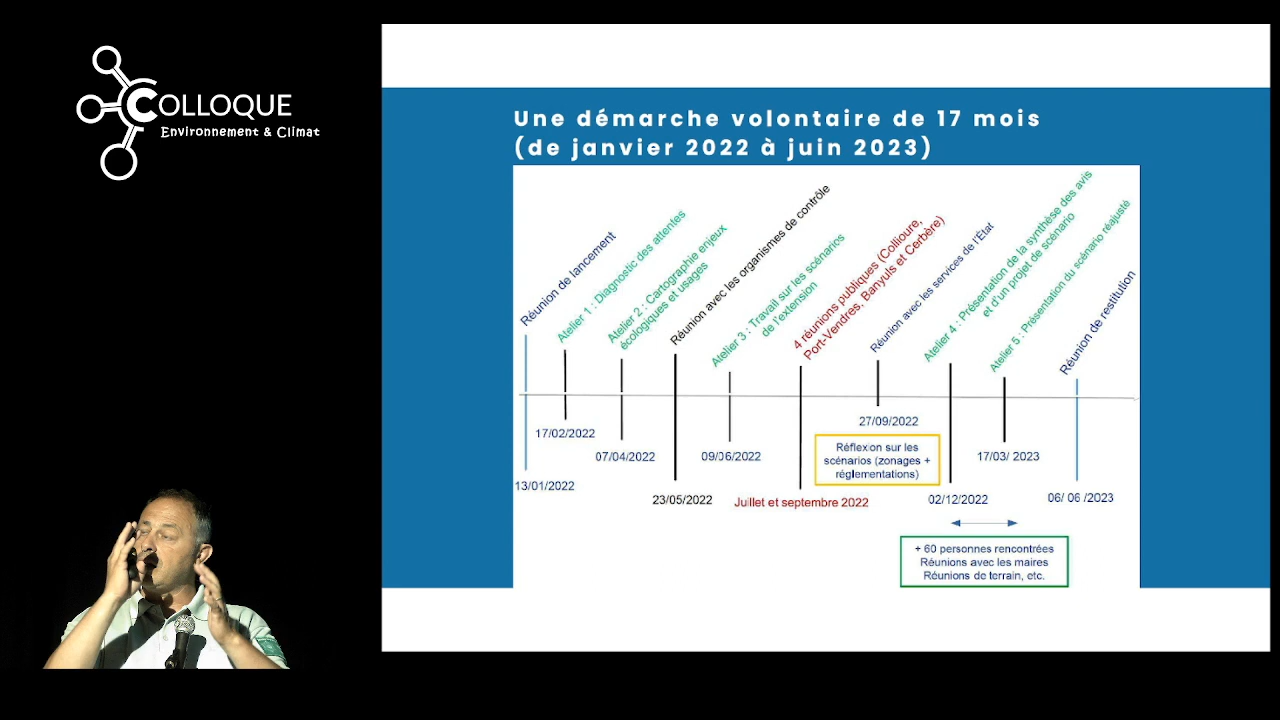 COLLOQUE
Environnement & Climat
Une démarche volontaire de 17 mois
(de janvier 2022 à juin 2023)
Réunion de lancement
Atelier 1 : Diagnostic des attentes
Atelier 2 : Cartographie enjeux
écologiques et usages
Réunion avec les organismes de contrôle
Atelier 3 : Travail sur les scénarios
de l'extension
4 réunions publiques (Collioure,
Port-Vendres, Banyuls et Cerbère)
Réunion avec les services de l'État
Atelier 4 : Présentation de la synthèse des avis
et d'un projet de scénario
Atelier 5 : Présentation du scénario réajusté
Réunion de restitution
13/01/2022
17/02/2022
07/04/2022
23/05/2022
09/06/2022
Juillet et septembre 2022
27/09/2022
Réflexion sur les
scénarios (zonages +
réglementations)
02/12/2022
17/03/ 2023
06/ 06 /2023
+ 60 personnes rencontrées
Réunions avec les maires
Réunions de terrain, etc.